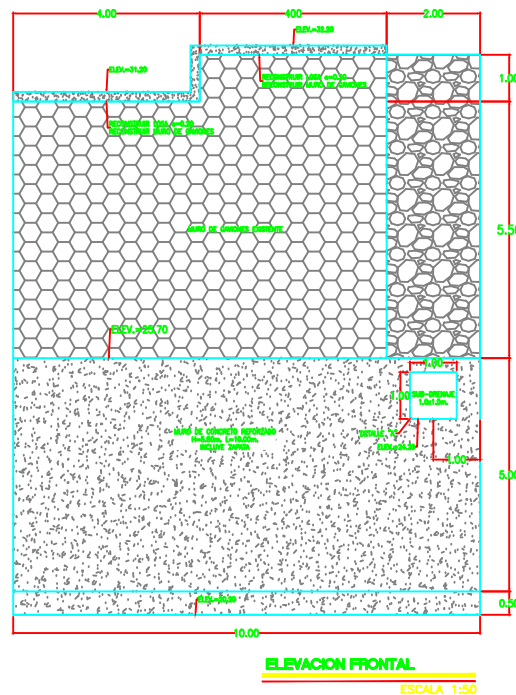 4.00
400
2.00
ELEV.=32.20
ELEV.=31.20
RECONSTRUIR LOSA e=0.20
RECONSTRUIR MURO DE GAVIONES
1.00
RECONSTRUIR LOSA e=0.20
RECONSTRUIR MURO DE GAVIONES
MURO DE GAVIONES EXISTENTE
5.50
ELEV.=25.70
1.00
1.00
SUB-DRENAJE
1.0x1.0m.
MURO DE CONCRETO REFORZADO
H=5.50m. L=10.00m.
INCLUYE ZAPATA
DETALLE "A"
ELEV.=24.20
1.00
5.00
ELEV.=20.20
0.50
10.00
ELEVACION FRONTAL
ESCALA 1:50